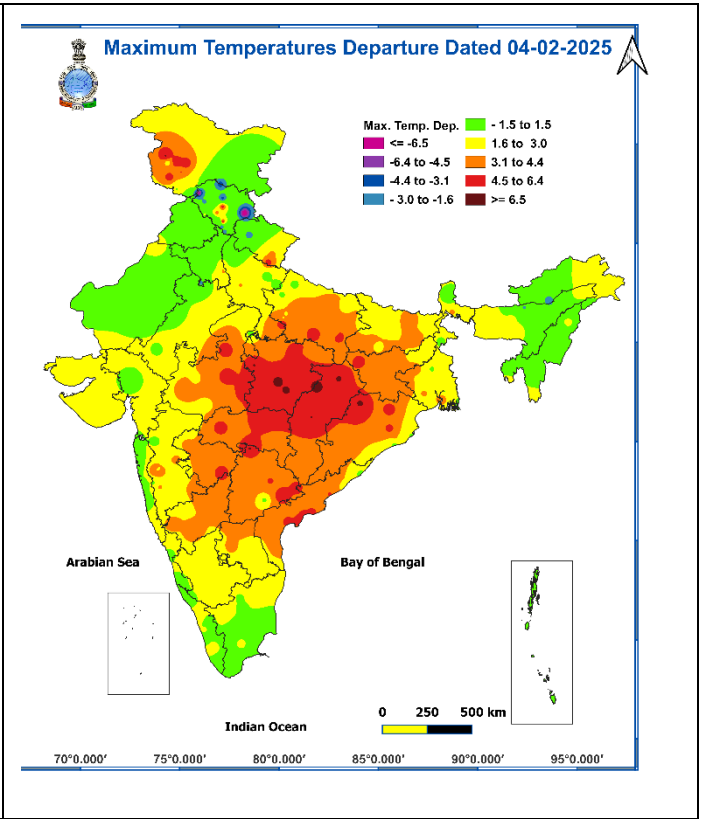 Maximum Temperatures Departure Dated 04-02-2025
Max. Temp. Dep.
<= -6.5
-6.4 to -4.5
-4.4 to -3.1
- 3.0 to -1.6
- 1.5 to 1.5
1.6 to 3.0
3.1 to 4.4
4.5 to 6.4
>= 6.5
Arabian Sea
Bay of Bengal
Indian Ocean
0 250 500 km
70°0.000' 75°0.000' 80°0.000' 85°0.000' 90°0.000' 95°0.000'